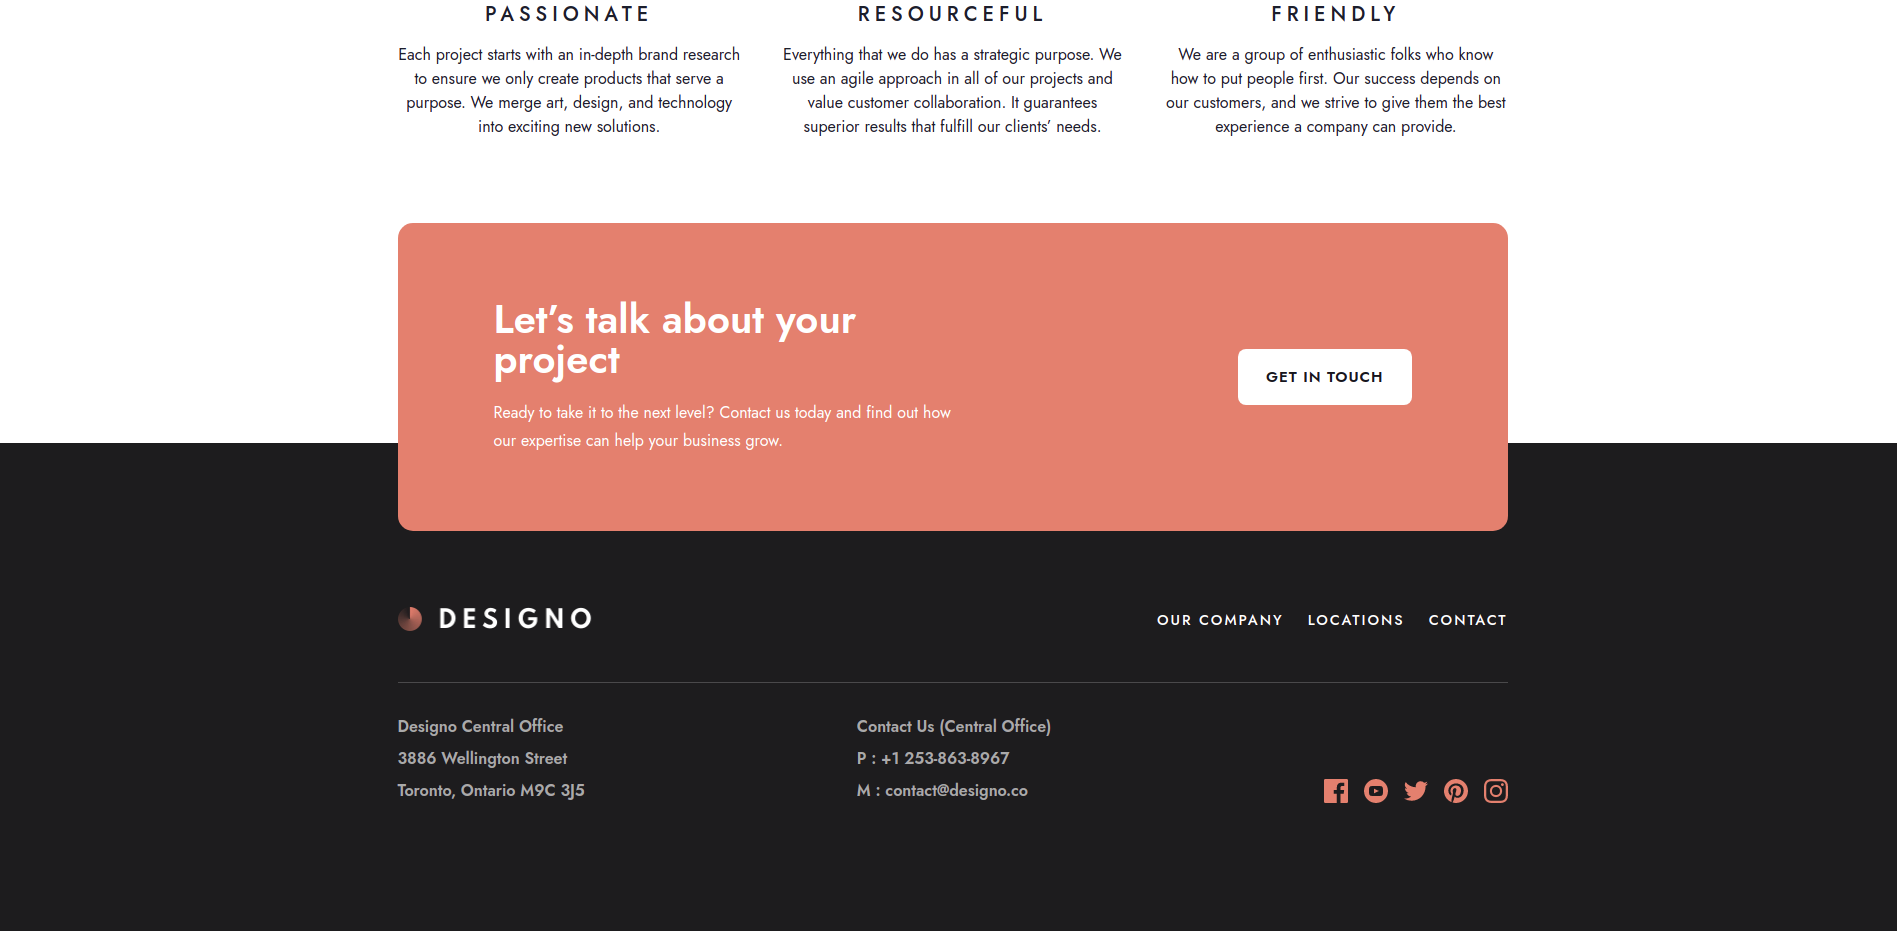 PASSIONATE
Each project starts with an in-depth brand research
to ensure we only create products that serve a
purpose. We merge art, design, and technology
into exciting new solutions.
RESOURCEFUL
Everything that we do has a strategic purpose. We
use an agile approach in all of our projects and
value customer collaboration. It guarantees
superior results that fulfill our clients’ needs.
FRIENDLY
We are a group of enthusiastic folks who know
how to put people first. Our success depends on
our customers, and we strive to give them the best
experience a company can provide.
Let’s talk about your
project
Ready to take it to the next level? Contact us today and find out how
our expertise can help your business grow.
GET IN TOUCH
DESIGNO
OUR COMPANY LOCATIONS CONTACT
Designo Central Office
3886 Wellington Street
Toronto, Ontario M9C 3J5
Contact Us (Central Office)
P : +1 253-863-8967
M : contact@designo.co